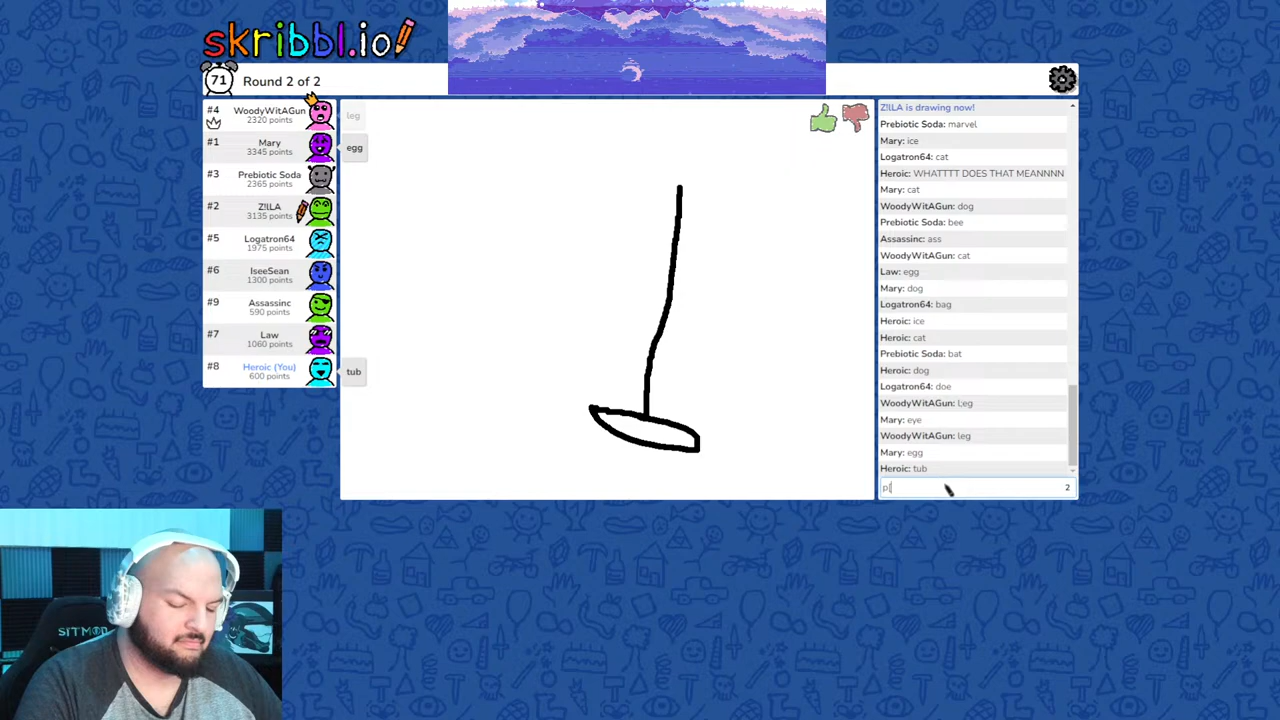 skribbl.io
71
Round 2 of 2
#4
WoodyWitAGun
2320 points
#1
Mary
3345 points
#3
Prebiotic Soda
2365 points
#2
Z!lLA
3135 points
#5
Logatron64
1975 points
#6
IseeSean
1300 points
#9
Assassinc
590 points
#7
Law
1060 points
#8
Heroic (You)
600 points
leg
egg
tub
Z!lLA is drawing now!
Prebiotic Soda: marvel
Mary: ice
Logatron64: cat
Heroic: WHATTTT DOES THAT MEANNNN
Mary: cat
WoodyWitAGun: dog
Prebiotic Soda: bee
Assassinc: ass
WoodyWitAGun: cat
Law: egg
Mary: dog
Logatron64: bag
Heroic: ice
Heroic: cat
Prebiotic Soda: bat
Heroic: dog
Logatron64: doe
WoodyWitAGun: Leg
Mary: eye
WoodyWitAGun: leg
Mary: egg
Heroic: tub
2